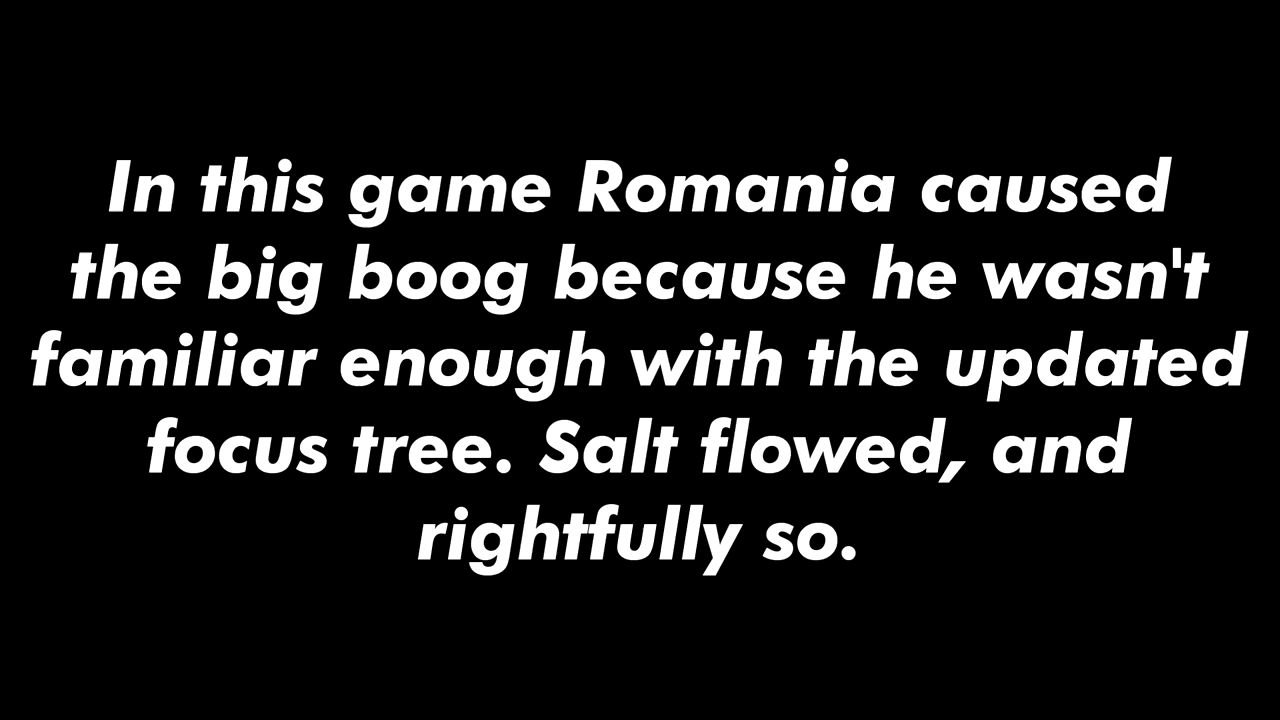 In this game Romania caused
the big boog because he wasn't
familiar enough with the updated
focus tree. Salt flowed, and
rightfully so.